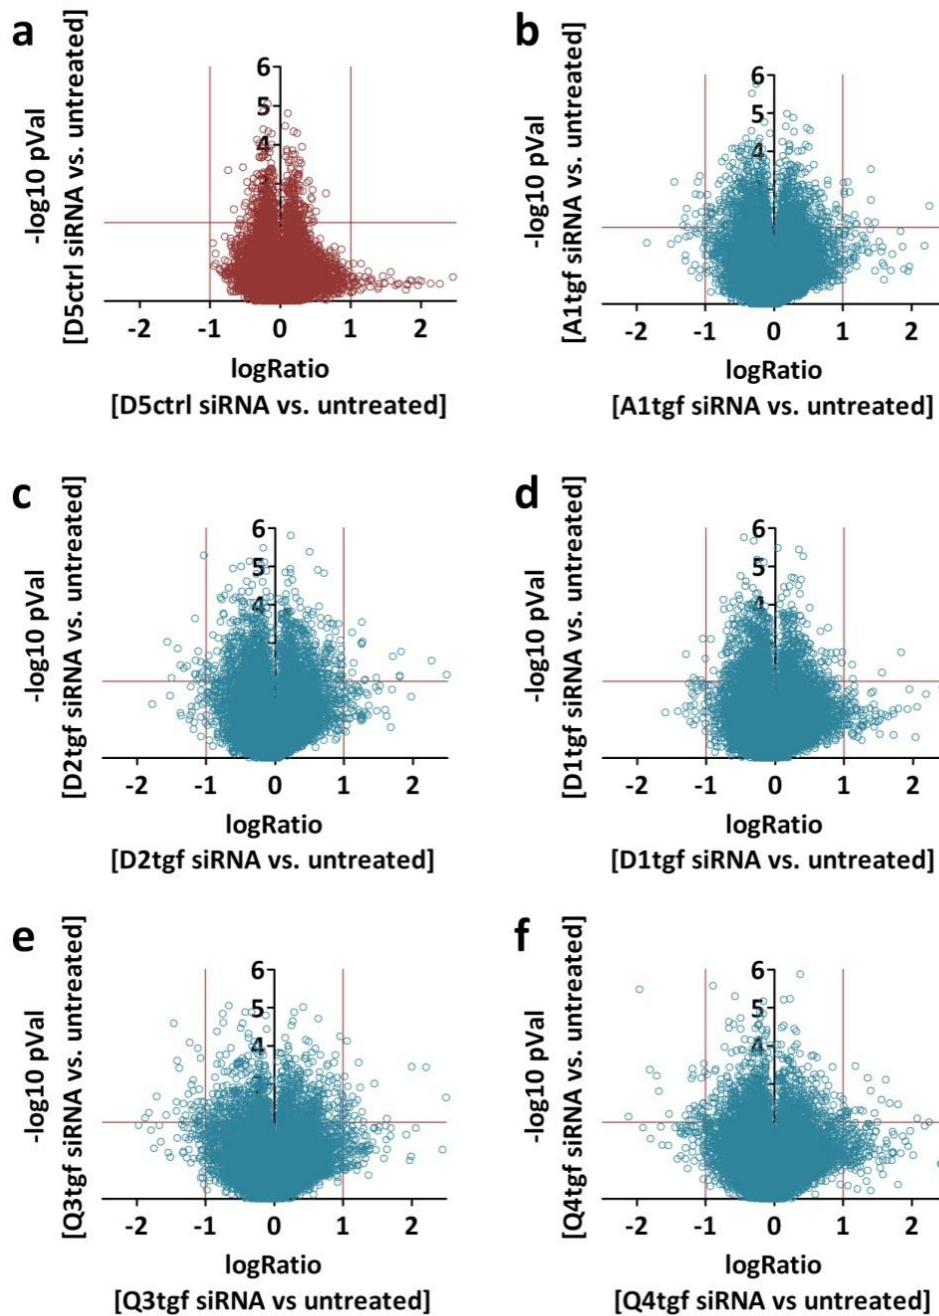 a
-log10 pVal
[D5ctrl siRNA vs. untreated]
6
5
4
-2 -1 0 1 2
logRatio
[D5ctrl siRNA vs. untreated]
b
-log10 pVal
[A1tgf siRNA vs. untreated]
6
5
4
-2 -1 0 1 2
logRatio
[A1tgf siRNA vs. untreated]
c
-log10 pVal
[D2tgf siRNA vs. untreated]
6
5
4
-2 -1 0 1 2
logRatio
[D2tgf siRNA vs. untreated]
d
-log10 pVal
[D1tgf siRNA vs. untreated]
6
5
4
-2 -1 0 1 2
logRatio
[D1tgf siRNA vs. untreated]
e
-log10 pVal
[Q3tgf siRNA vs. untreated]
6
5
4
-2 -1 0 1 2
logRatio
[Q3tgf siRNA vs untreated]
f
-log10 pVal
[Q4tgf siRNA vs. untreated]
6
5
4
-2 -1 0 1 2
logRatio
[Q4tgf siRNA vs untreated]